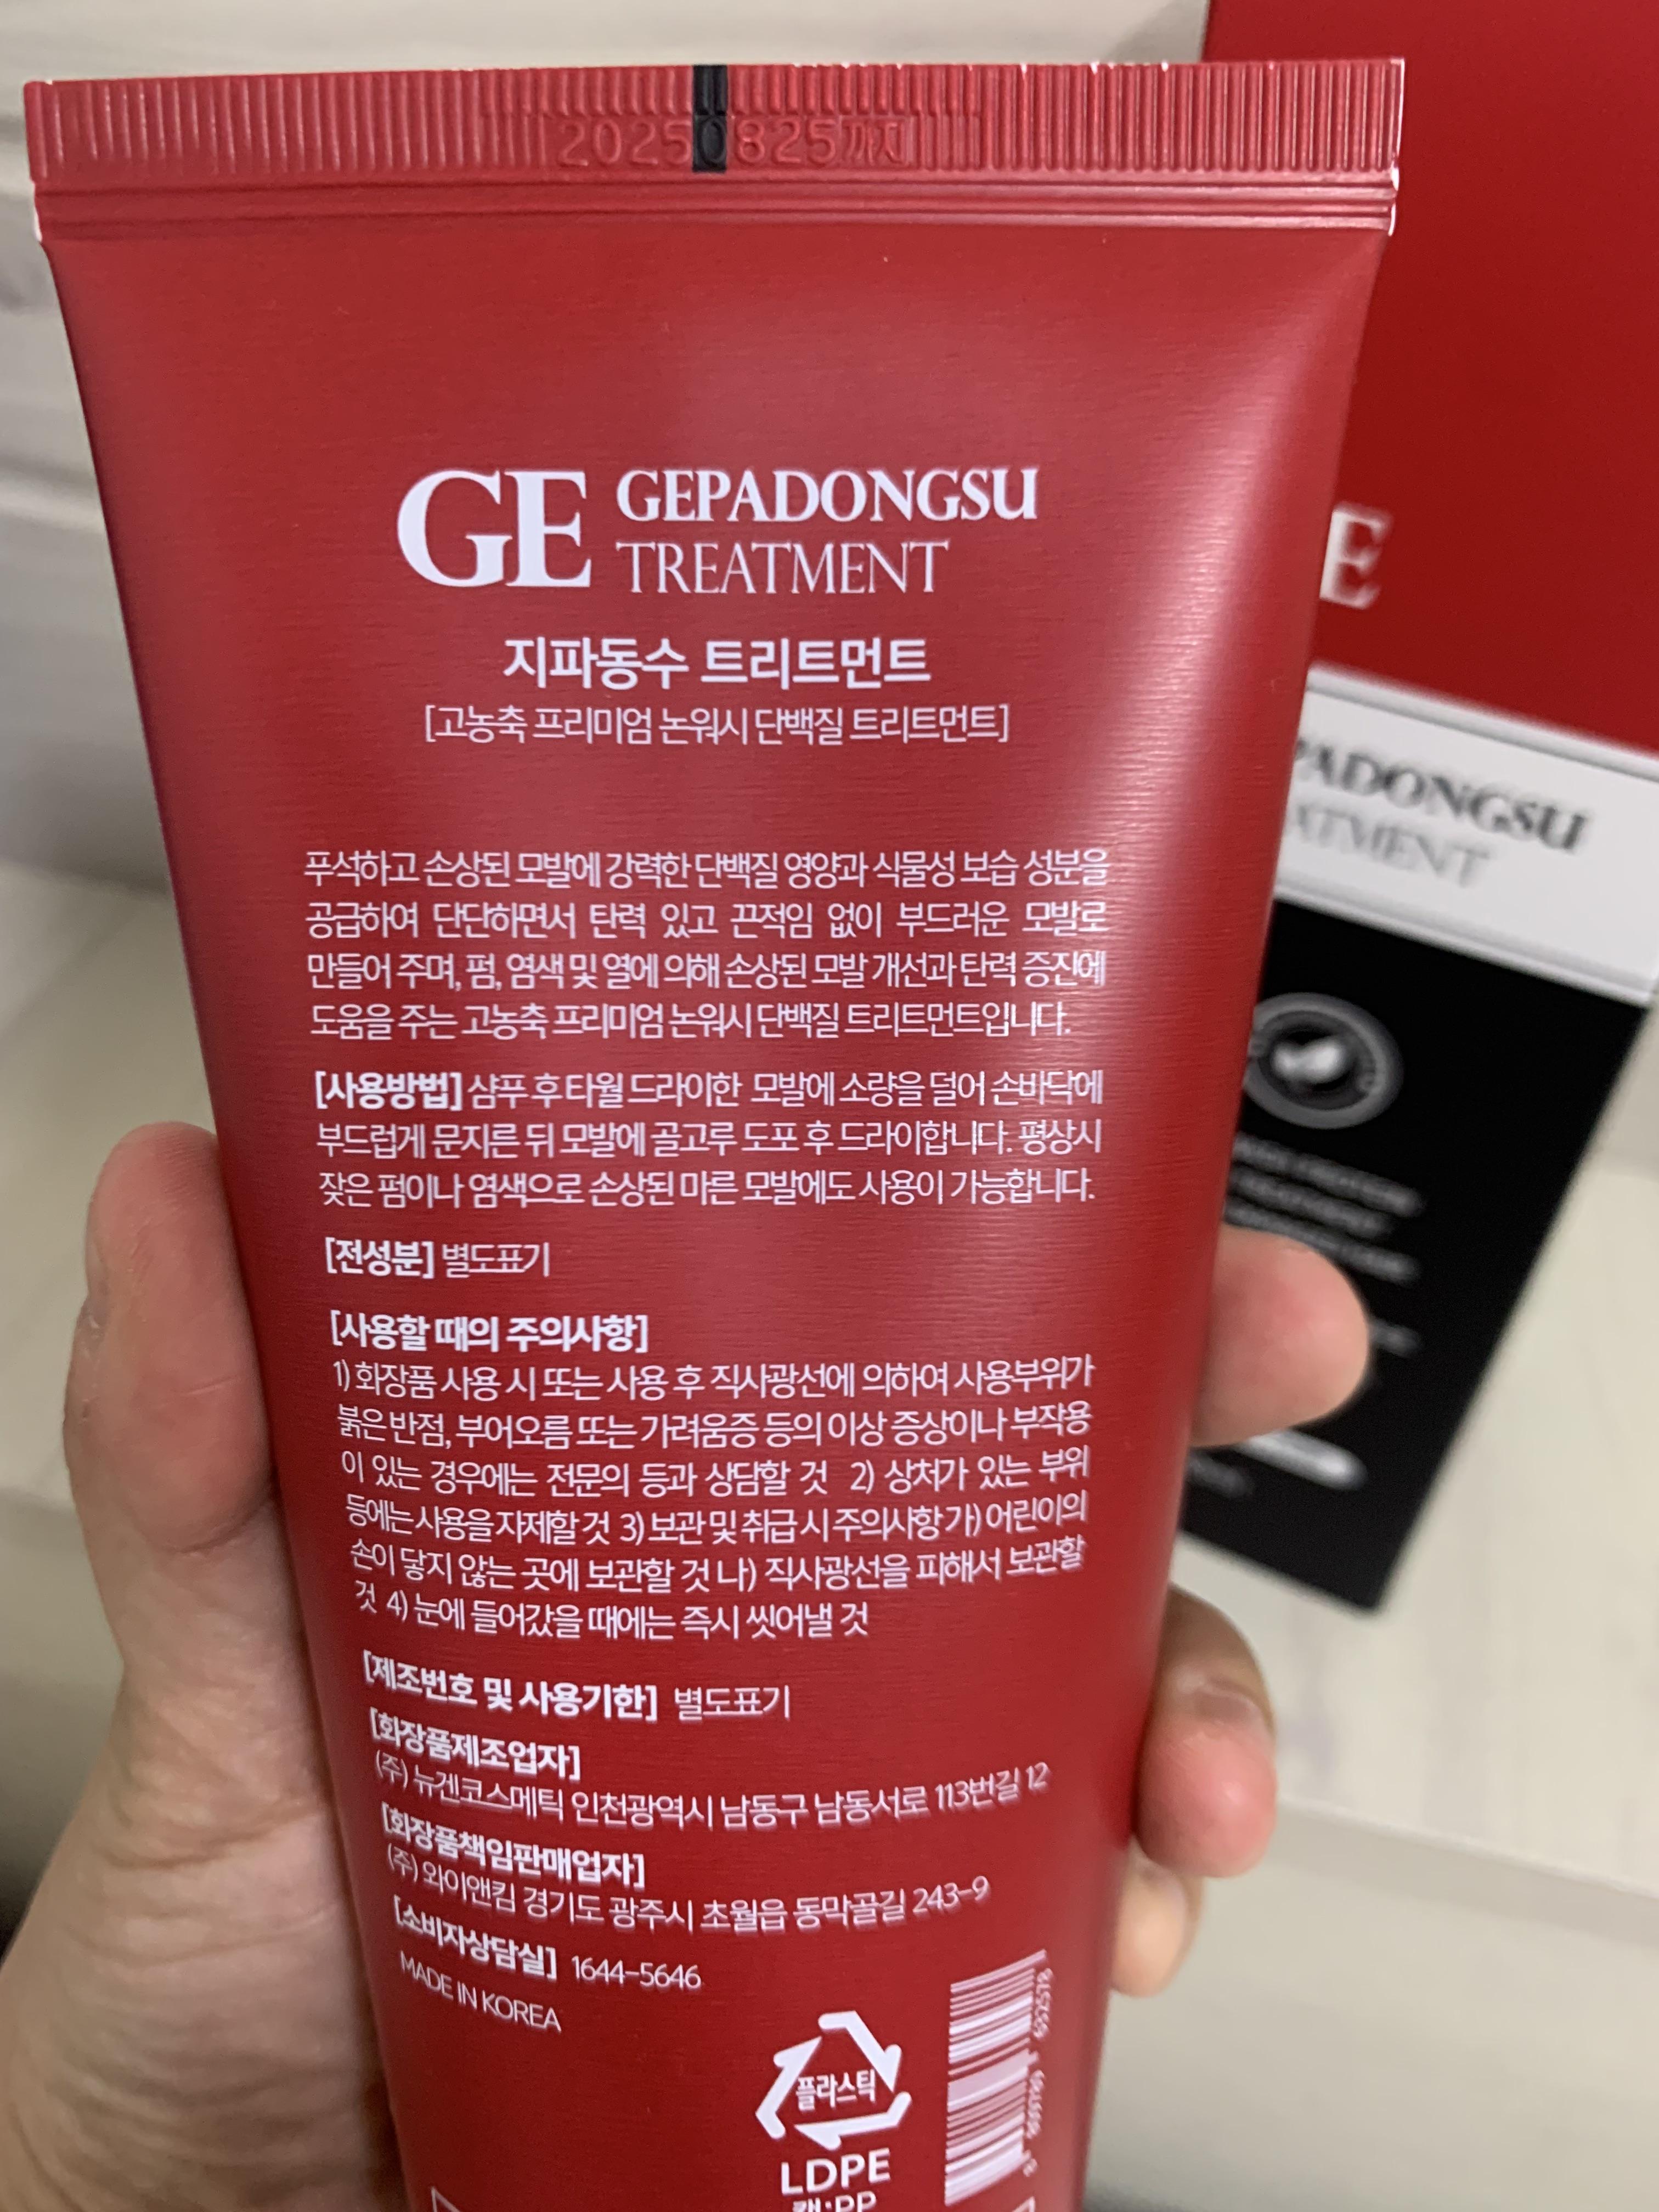 20250825까지
GE GEPADONGSU
TREATMENT
지파동수 트리트먼트
[고농축 프리미엄 논워시 단백질 트리트먼트]
푸석하고 손상된 모발에 강력한 단백질 영양과 식물성 보습 성분을
공급하여 단단하면서 탄력 있고 끈적임 없이 부드러운 모발로
만들어 주며, 펌, 염색 및 열에 의해 손상된 모발 개선과 탄력 증진에
도움을 주는 고농축 프리미엄 논워시 단백질 트리트먼트입니다.
[사용방법] 샴푸 후 타월 드라이한 모발에 소량을 덜어 손바닥에
부드럽게 문지른 뒤 모발에 골고루 도포 후 드라이합니다. 평상시
잦은 펌이나 염색으로 손상된 마른 모발에도 사용이 가능합니다.
[전성분] 별도표기
[사용할 때의 주의사항]
1) 화장품 사용 시 또는 사용 후 직사광선에 의하여 사용부위가
붉은 반점, 부어오름 또는 가려움증 등의 이상 증상이나 부작용
이 있는 경우에는 전문의 등과 상담할 것 2) 상처가 있는 부위
등에는 사용을 자제할 것 3) 보관 및 취급 시 주의사항 가) 어린이의
손이 닿지 않는 곳에 보관할 것 나) 직사광선을 피해서 보관할
것 4) 눈에 들어갔을 때에는 즉시 씻어낼 것
[제조번호 및 사용기한] 별도표기
[화장품제조업자]
(주) 뉴겐코스메틱 인천광역시 남동구 남동서로 113번길 12
[화장품책임판매업자]
(주) 와이앤킴 경기도 광주시 초월읍 동막골길 243-9
[소비자상담실] 1644-5646
MADE IN KOREA
플라스틱
LDPE
캡:PP
E
PADONGSU
ATMENT